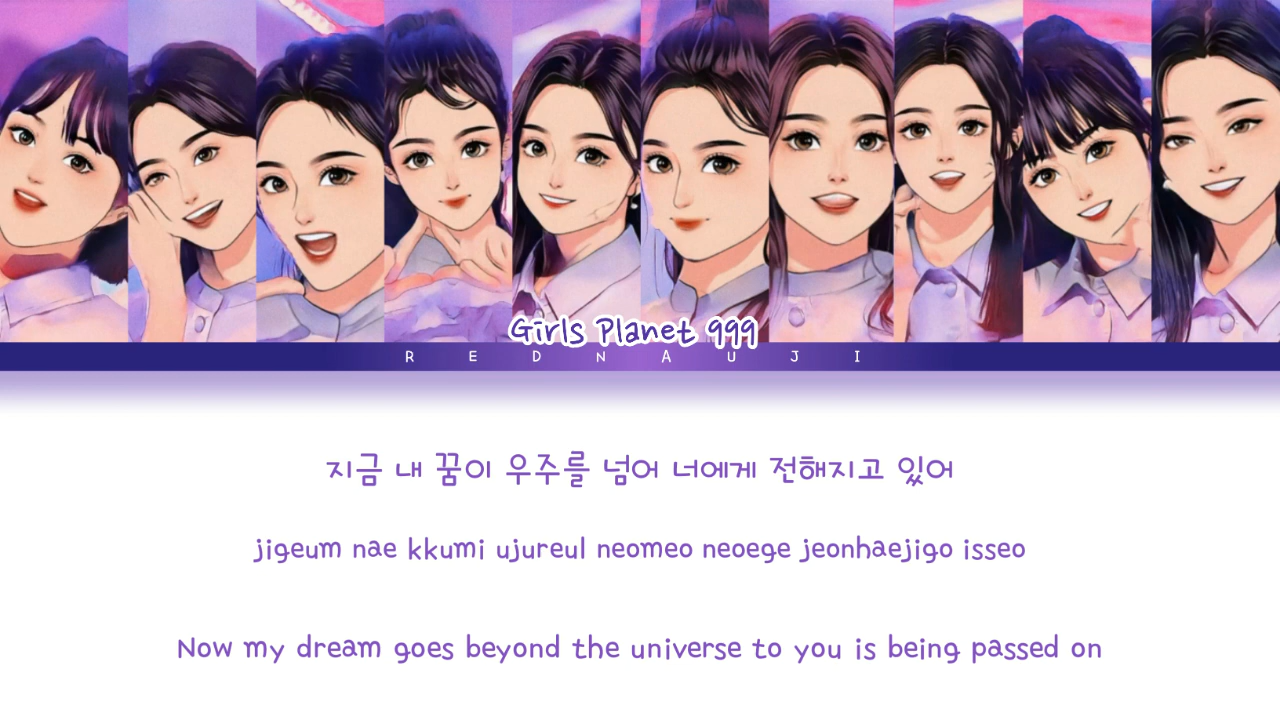 Girls Planet 999
REDNAUJI
지금 내 꿈이 우주를 넘어 너에게 전해지고 있어
jigeum nae kkumi ujureul neomeo neoege jeonhaejigo isseo
Now my dream goes beyond the universe to you is being passed on